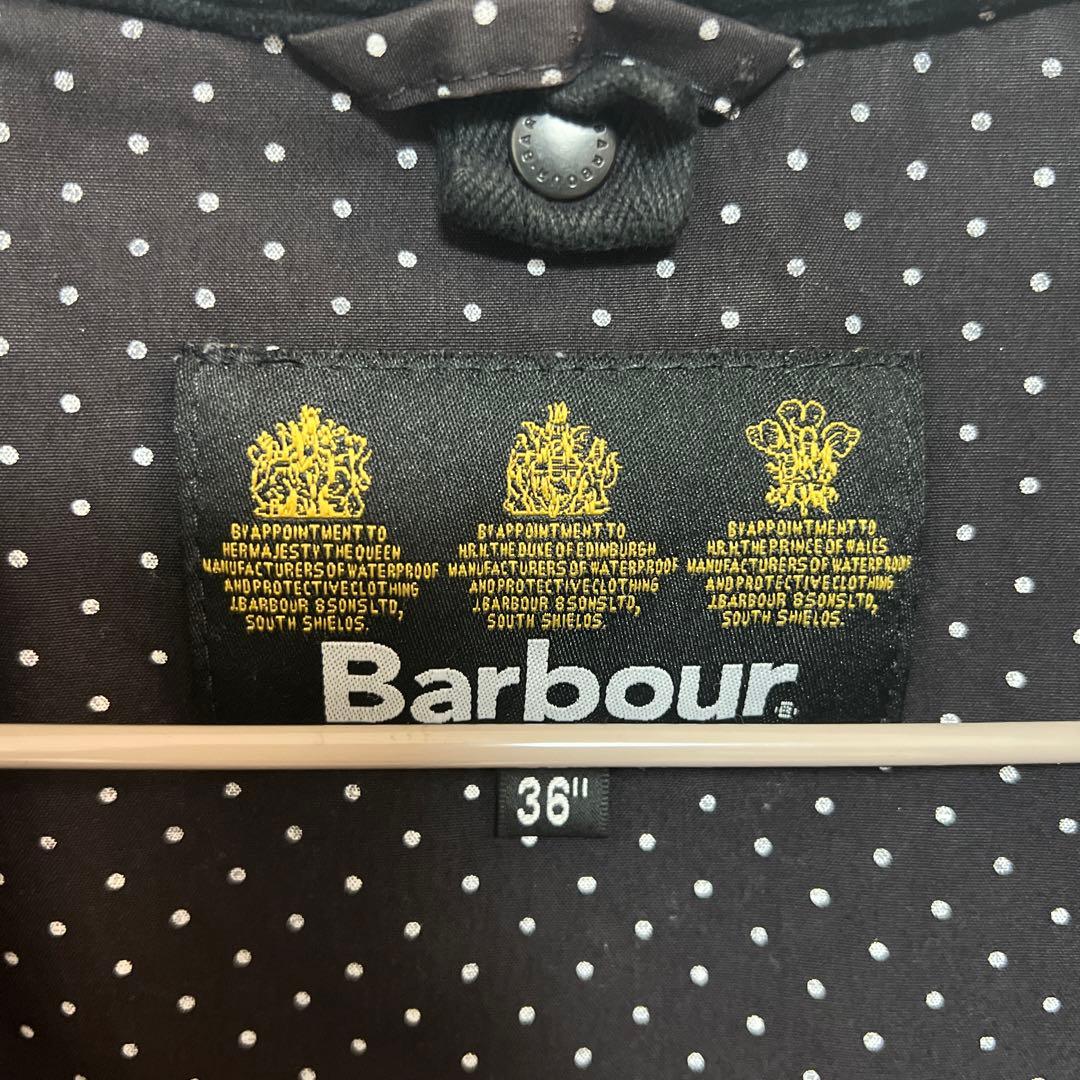 BARBOUR
BY APPOINTMENT TO
HER MAJESTY THE QUEEN
MANUFACTURERS OF WATERPROOF
AND PROTECTIVE CLOTHING
J.BARBOUR & SONS LTD,
SOUTH SHIELDS.
BY APPOINTMENT TO
H.R.H. THE DUKE OF EDINBURGH
MANUFACTURERS OF WATERPROOF
AND PROTECTIVE CLOTHING
J.BARBOUR & SONS LTD,
SOUTH SHIELDS.
BY APPOINTMENT TO
H.R.H. THE PRINCE OF WALES
MANUFACTURERS OF WATERPROOF
AND PROTECTIVE CLOTHING
J.BARBOUR & SONS LTD,
SOUTH SHIELDS.
Barbour®
36"